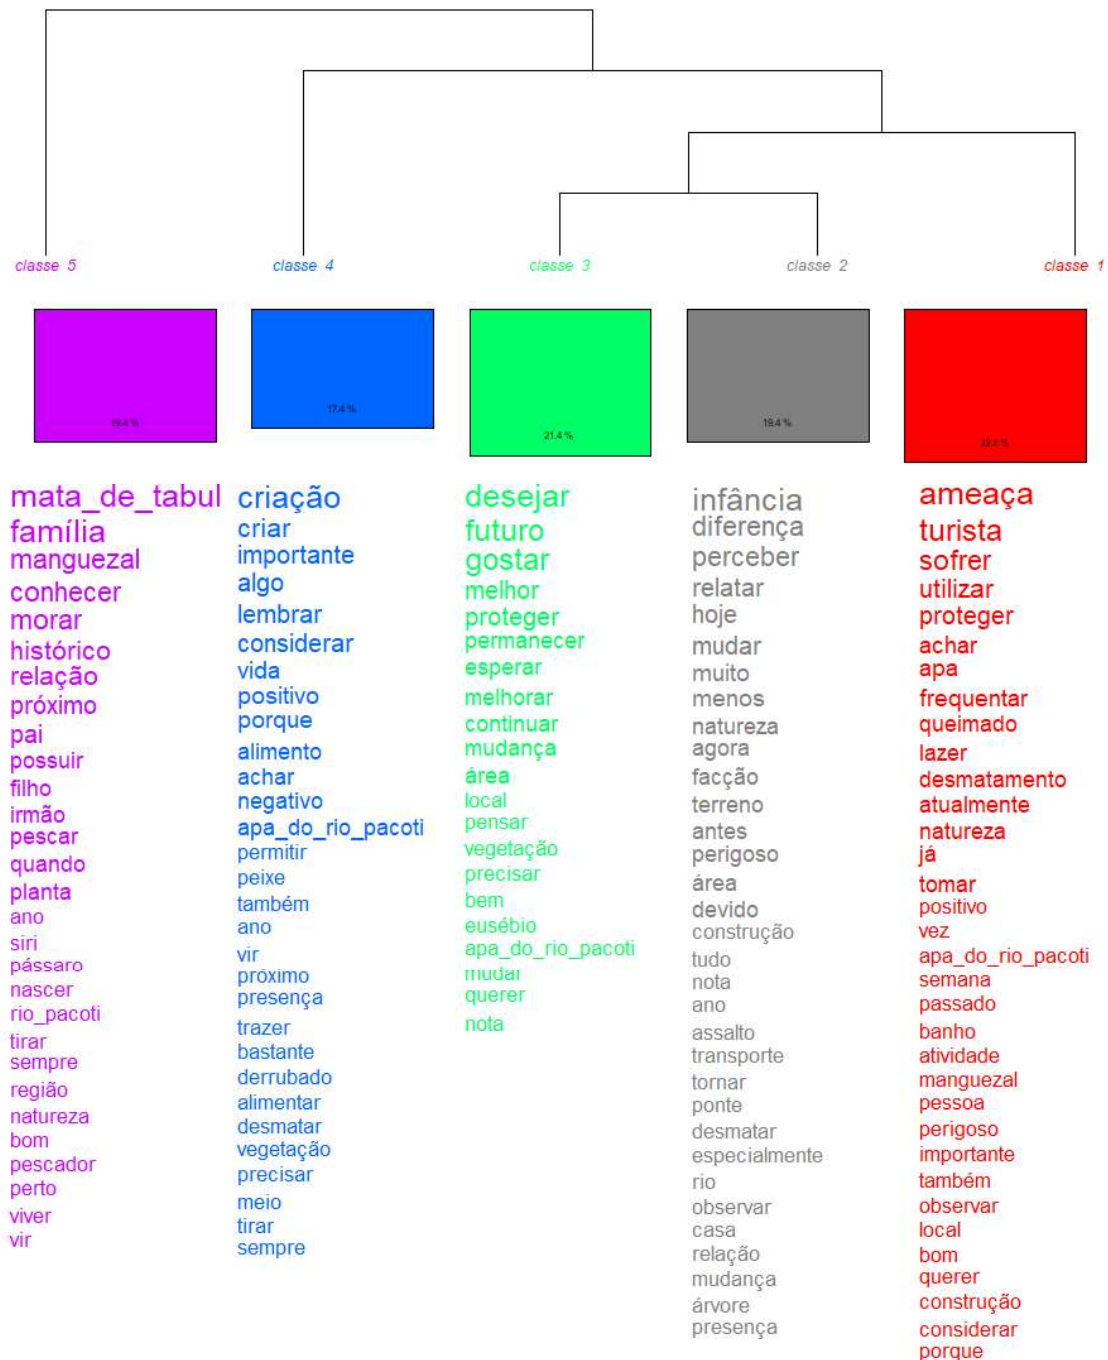 classe 5
classe 4
classe 3
classe 2
classe 1
19.4 %
17.4 %
21.4 %
19.4 %
22.4 %
mata_de_tabul
família
manguezal
conhecer
morar
histórico
relação
próximo
pai
possuir
filho
irmão
pescar
quando
planta
ano
siri
pássaro
nascer
rio_pacoti
tirar
sempre
região
natureza
bom
pescador
perto
viver
vir
criação
criar
importante
algo
lembrar
considerar
vida
positivo
porque
alimento
achar
negativo
apa_do_rio_pacoti
permitir
peixe
também
ano
vir
próximo
presença
trazer
bastante
derrubado
alimentar
desmatar
vegetação
precisar
meio
tirar
sempre
desejar
futuro
gostar
melhor
proteger
permanecer
esperar
melhorar
continuar
mudança
área
local
pensar
vegetação
precisar
bem
eusébio
apa_do_rio_pacoti
mudar
querer
nota
infância
diferença
perceber
relatar
hoje
mudar
muito
menos
natureza
agora
facção
terreno
antes
perigoso
área
devido
construção
tudo
nota
ano
assalto
transporte
tornar
ponte
desmatar
especialmente
rio
observar
casa
relação
mudança
árvore
presença
ameaça
turista
sofrer
utilizar
proteger
achar
apa
frequentar
queimado
lazer
desmatamento
atualmente
natureza
já
tomar
positivo
vez
apa_do_rio_pacoti
semana
passado
banho
atividade
manguezal
pessoa
perigoso
importante
também
observar
local
bom
querer
construção
considerar
porque